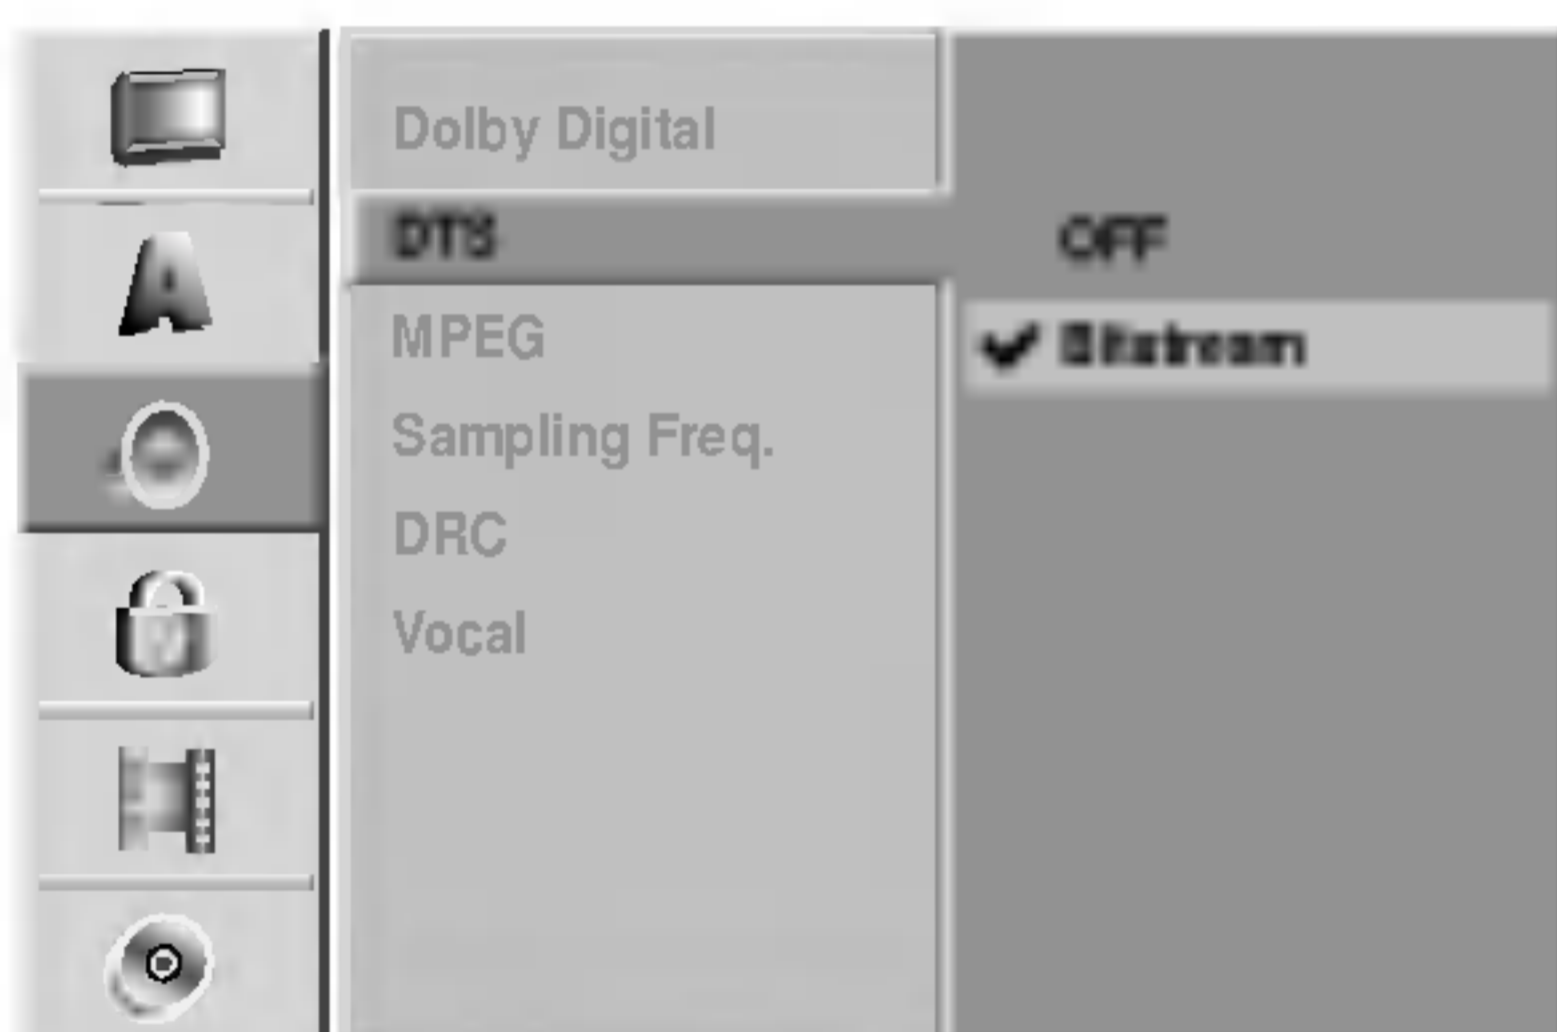 A
Dolby Digital
DTS
OFF
MPEG
Bitstream
Sampling Freq.
DRC
Vocal